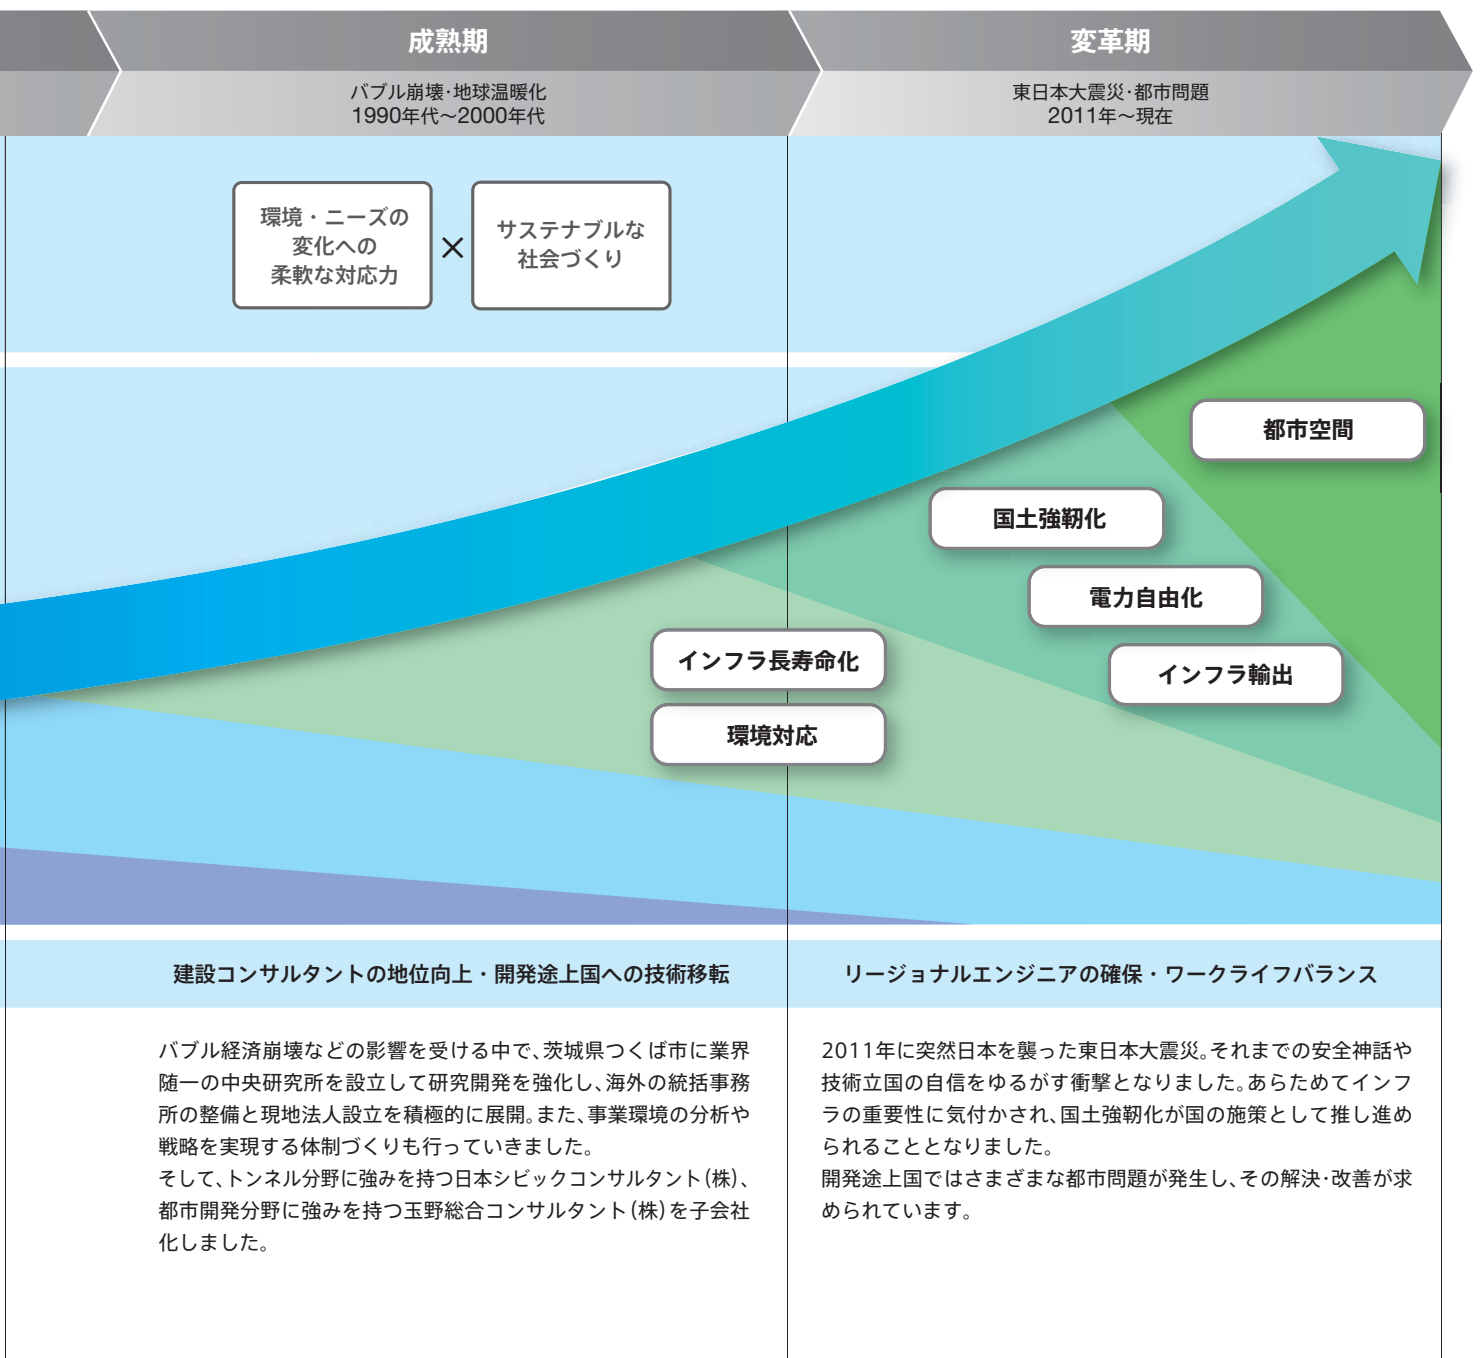 成熟期
バブル崩壊・地球温暖化
1990年代～2000年代
変革期
東日本大震災・都市問題
2011年～現在
環境・ニーズの
変化への
柔軟な対応力
×
サステナブルな
社会づくり
都市空間
国土強靭化
電力自由化
インフラ輸出
インフラ長寿命化
環境対応
建設コンサルタントの地位向上・開発途上国への技術移転
バブル経済崩壊などの影響を受ける中で、茨城県つくば市に業界
随一の中央研究所を設立して研究開発を強化し、海外の統括事務
所の整備と現地法人設立を積極的に展開。また、事業環境の分析や
戦略を実現する体制づくりも行っていきました。
そして、トンネル分野に強みを持つ日本シビックコンサルタント（株）、
都市開発分野に強みを持つ玉野総合コンサルタント（株）を子会社
化しました。
リージョナルエンジニアの確保・ワークライフバランス
2011年に突然日本を襲った東日本大震災。それまでの安全神話や
技術立国の自信をゆるがす衝撃となりました。あらためてインフ
ラの重要性に気付かされ、国土強靭化が国の施策として推し進め
られることとなりました。
開発途上国ではさまざまな都市問題が発生し、その解決・改善が求
められています。